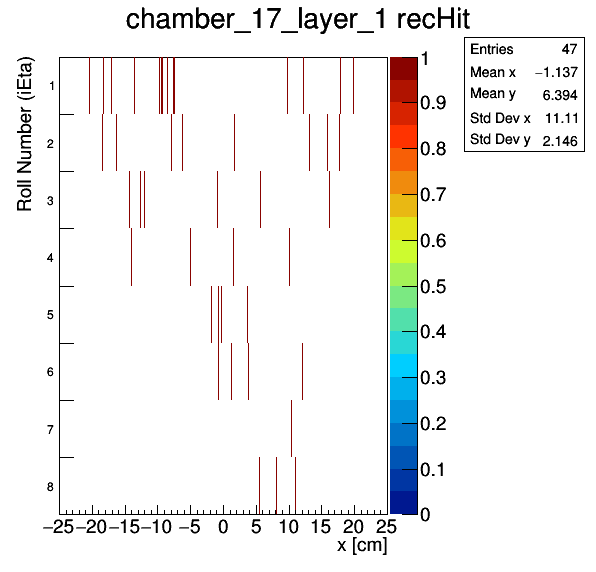 chamber_17_layer_1 recHit
Entries 47
Mean x −1.137
Mean y 6.394
Std Dev x 11.11
Std Dev y 2.146
Roll Number (iEta)
1
2
3
4
5
6
7
8
1
0.9
0.8
0.7
0.6
0.5
0.4
0.3
0.2
0.1
0
−25 −20 −15 −10 −5 0 5 10 15 20 25
x [cm]